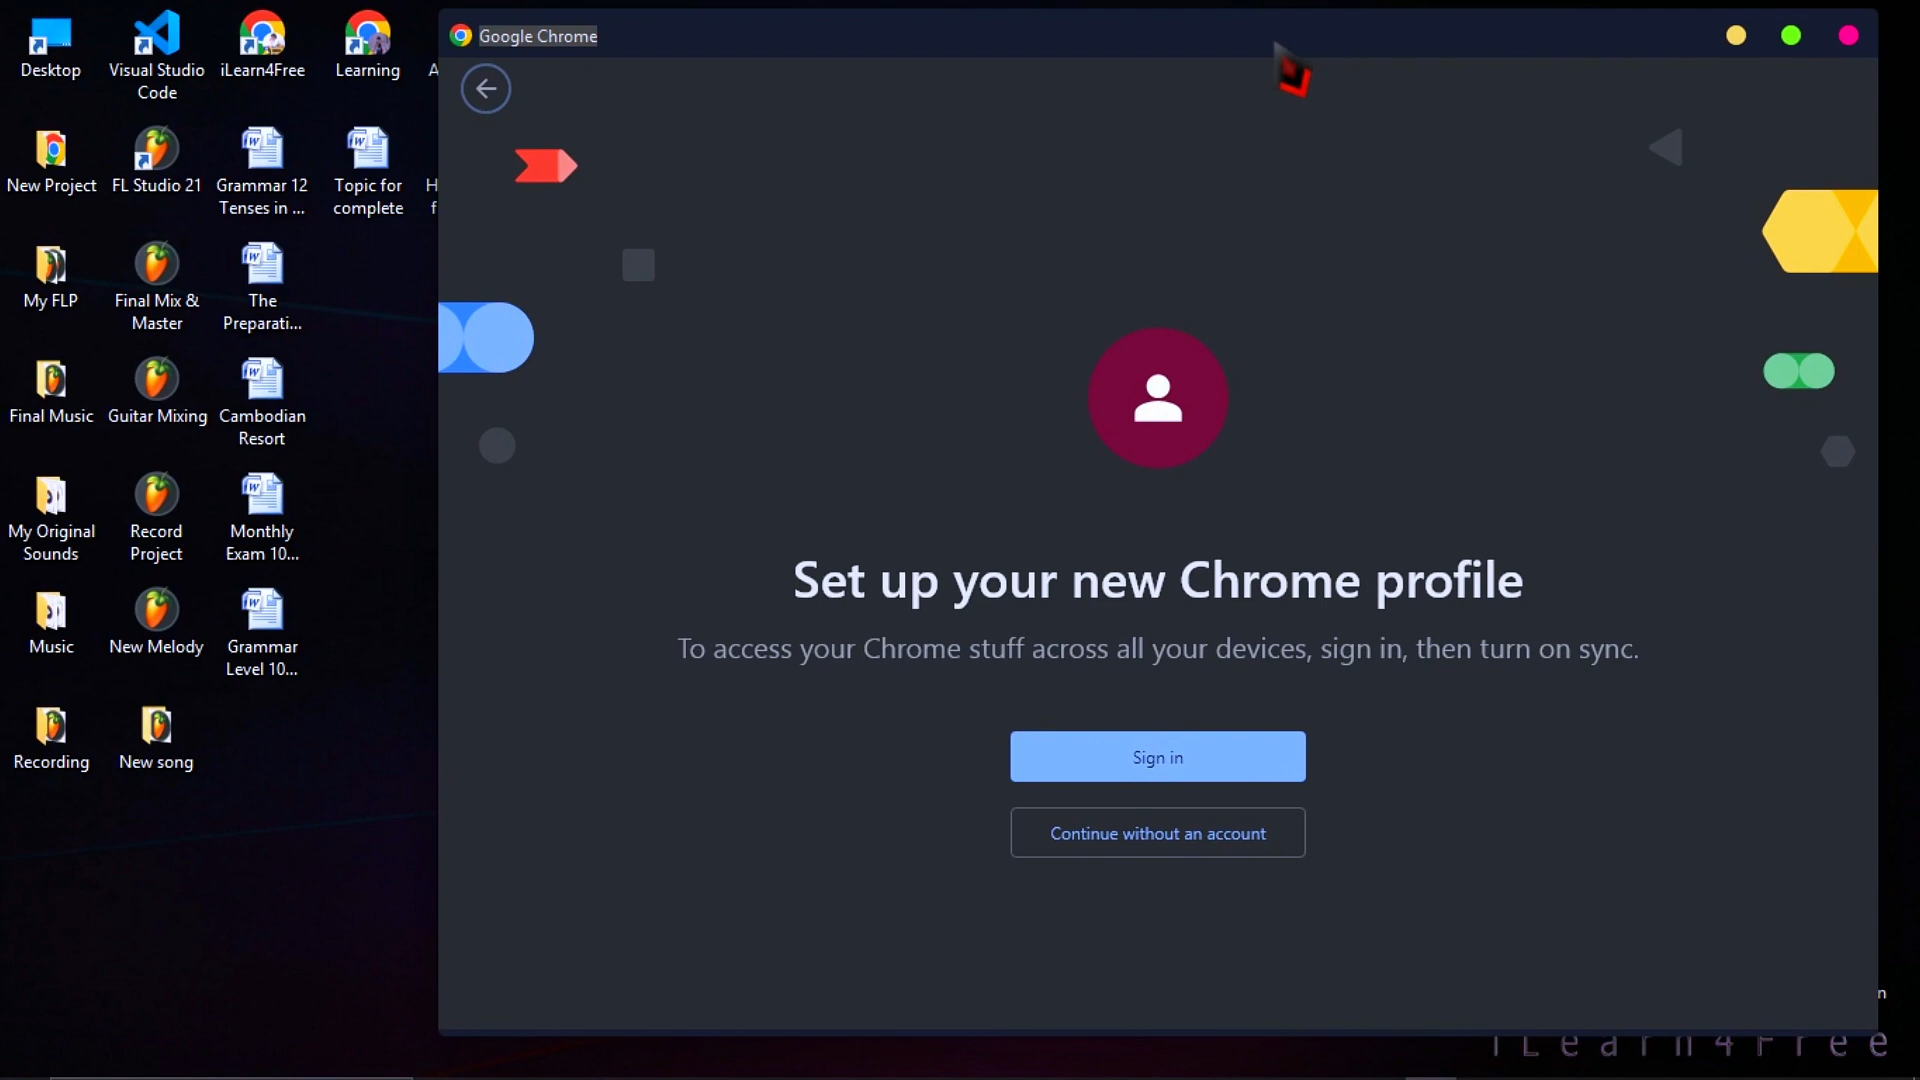 Desktop
Visual Studio
Code
iLearn4Free
Learning
New Project
FL Studio 21
Grammar 12
Tenses in ...
Topic for
complete
My FLP
Final Mix &
Master
The
Preparati...
Final Music
Guitar Mixing
Cambodian
Resort
My Original
Sounds
Record
Project
Monthly
Exam 10...
Music
New Melody
Grammar
Level 10...
Recording
New song
Google Chrome
Set up your new Chrome profile
To access your Chrome stuff across all your devices, sign in, then turn on sync.
Sign in
Continue without an account
iLearn4Free